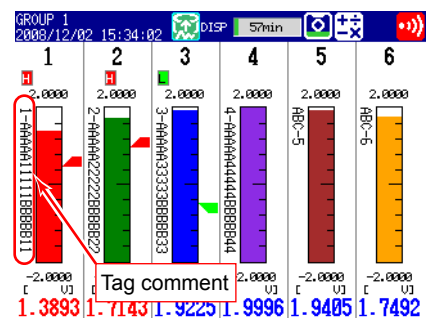 GROUP 1
2008/12/02 15:34:02
DISP
57min
1
2
3
4
5
6
H
H
L
2.0000
2.0000
2.0000
2.0000
2.0000
2.0000
1-AAAAA11111BBBBB11
2-AAAAA22222BBBBB22
3-AAAAA33333BBBBB33
4-AAAAA44444BBBBB44
ABC-5
ABC-6
Tag comment
-2.0000
2.0000
-2.0000
-2.0000
[ V]
V]
[ V]
[ V]
1.3893
1.7143
1.9225
1.9996
1.9405
1.7492